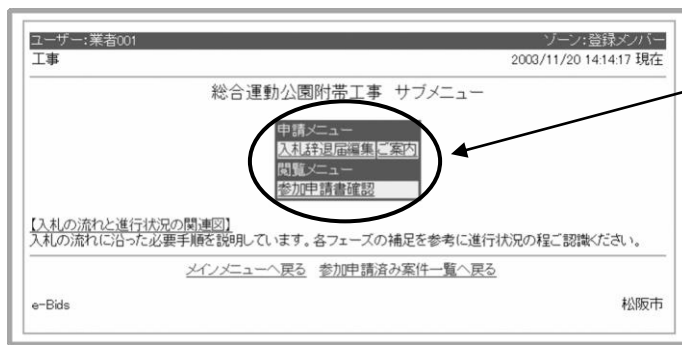 ユーザー:業者001 ゾーン:登録メンバー
工事 2003/11/20 14:14:17 現在
総合運動公園附帯工事 サブメニュー
申請メニュー
入札辞退届編集 ご案内
閲覧メニュー
参加申請書確認
【入札の流れと進行状況の関連図】
入札の流れに沿った必要手順を説明しています。各フェーズの補足を参考に進行状況の程ご認識ください。
メインメニューへ戻る 参加申請済み案件一覧へ戻る
e-Bids 松阪市